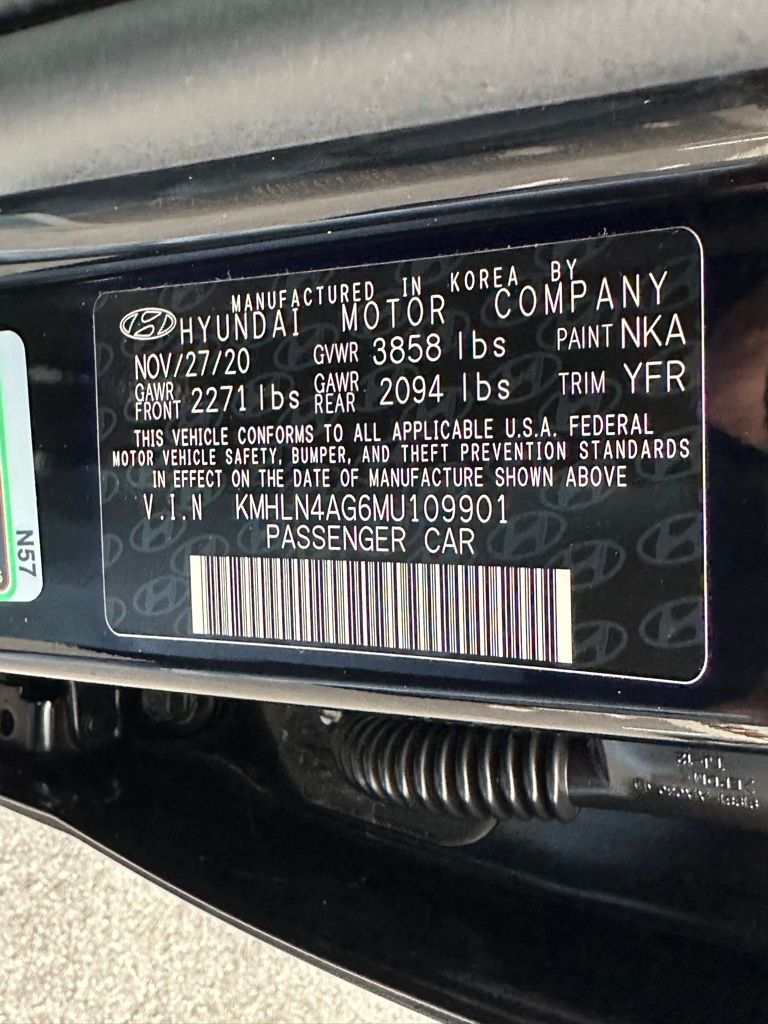 MANUFACTURED IN KOREA BY
HYUNDAI MOTOR COMPANY
NOV/27/20 GVWR 3858 lbs PAINT NKA
GAWR FRONT 2271 lbs GAWR REAR 2094 lbs TRIM YFR
THIS VEHICLE CONFORMS TO ALL APPLICABLE U.S.A. FEDERAL
MOTOR VEHICLE SAFETY, BUMPER, AND THEFT PREVENTION STANDARDS
IN EFFECT ON THE DATE OF MANUFACTURE SHOWN ABOVE
V.I.N KMHLN4AG6MU109901
PASSENGER CAR
N57